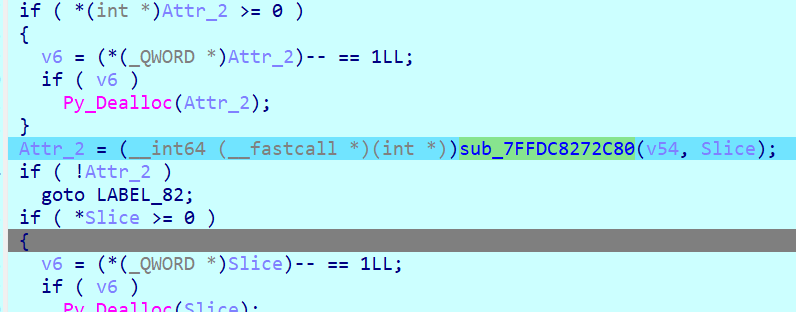 if ( *(int *)Attr_2 >= 0 )
{
v6 = (*(_QWORD *)Attr_2)-- == 1LL;
if ( v6 )
Py_Dealloc(Attr_2);
}
Attr_2 = (__int64 (__fastcall *)(int *))sub_7FFDC8272C80(v54, Slice);
if ( !Attr_2 )
goto LABEL_82;
if ( *Slice >= 0 )
{
v6 = (*(_QWORD *)Slice)-- == 1LL;
if ( v6 )
Py_Dealloc(Slice);